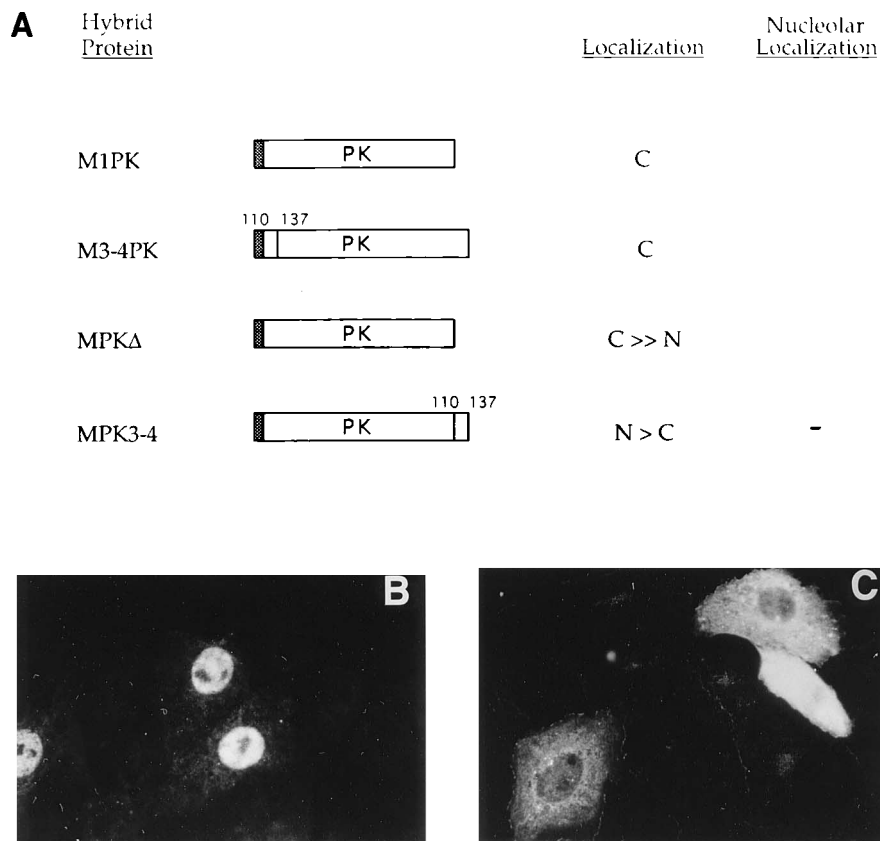 A
Hybrid
Protein
Localization
Nucleolar
Localization
M1PK
PK
C
110 137
M3-4PK
PK
C
MPKΔ
PK
C >> N
110 137
MPK3-4
PK
N > C
-
B
C